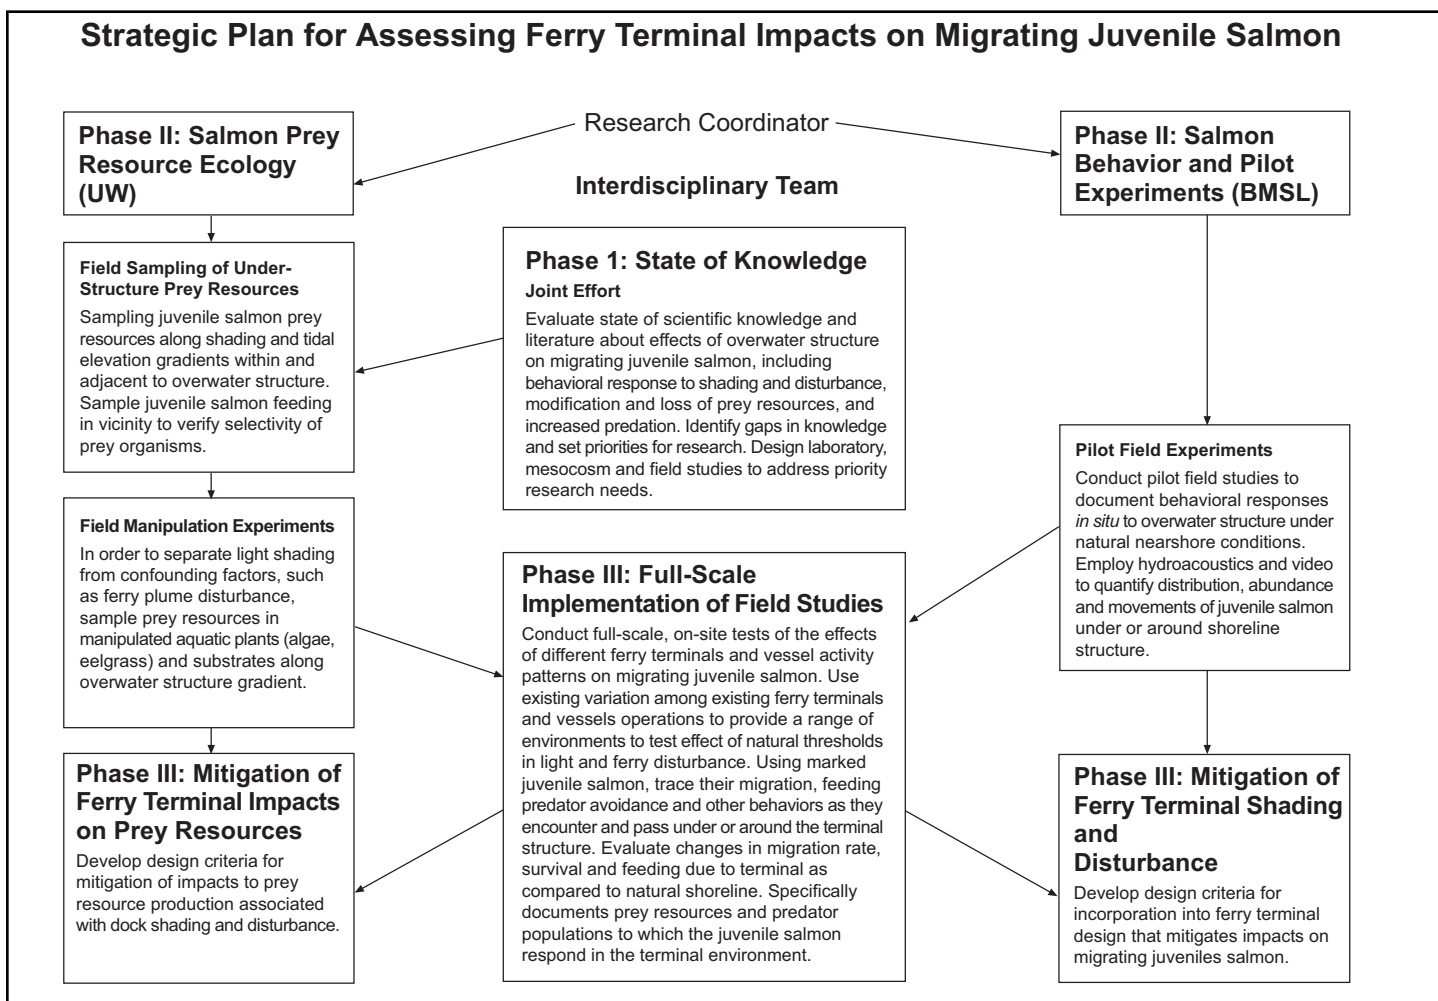 Strategic Plan for Assessing Ferry Terminal Impacts on Migrating Juvenile Salmon
Research Coordinator
Interdisciplinary Team
Phase II: Salmon Prey
Resource Ecology
(UW)
Field Sampling of Under-
Structure Prey Resources
Sampling juvenile salmon prey
resources along shading and tidal
elevation gradients within and
adjacent to overwater structure.
Sample juvenile salmon feeding
in vicinity to verify selectivity of
prey organisms.
Field Manipulation Experiments
In order to separate light shading
from confounding factors, such
as ferry plume disturbance,
sample prey resources in
manipulated aquatic plants (algae,
eelgrass) and substrates along
overwater structure gradient.
Phase III: Mitigation of
Ferry Terminal Impacts
on Prey Resources
Develop design criteria for
mitigation of impacts to prey
resource production associated
with dock shading and disturbance.
Phase 1: State of Knowledge
Joint Effort
Evaluate state of scientific knowledge and
literature about effects of overwater structure
on migrating juvenile salmon, including
behavioral response to shading and disturbance,
modification and loss of prey resources, and
increased predation. Identify gaps in knowledge
and set priorities for research. Design laboratory,
mesocosm and field studies to address priority
research needs.
Phase III: Full-Scale
Implementation of Field Studies
Conduct full-scale, on-site tests of the effects
of different ferry terminals and vessel activity
patterns on migrating juvenile salmon. Use
existing variation among existing ferry terminals
and vessels operations to provide a range of
environments to test effect of natural thresholds
in light and ferry disturbance. Using marked
juvenile salmon, trace their migration, feeding
predator avoidance and other behaviors as they
encounter and pass under or around the terminal
structure. Evaluate changes in migration rate,
survival and feeding due to terminal as
compared to natural shoreline. Specifically
documents prey resources and predator
populations to which the juvenile salmon
respond in the terminal environment.
Phase II: Salmon
Behavior and Pilot
Experiments (BMSL)
Pilot Field Experiments
Conduct pilot field studies to
document behavioral responses
in situ to overwater structure under
natural nearshore conditions.
Employ hydroacoustics and video
to quantify distribution, abundance
and movements of juvenile salmon
under or around shoreline
structure.
Phase III: Mitigation of
Ferry Terminal Shading
and
Disturbance
Develop design criteria for
incorporation into ferry terminal
design that mitigates impacts on
migrating juveniles salmon.